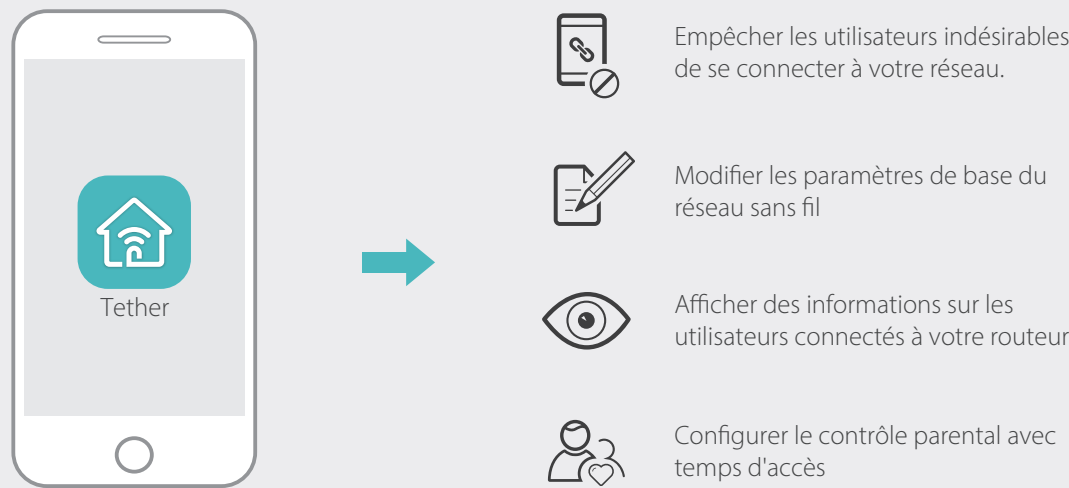 Tether
Empêcher les utilisateurs indésirables
de se connecter à votre réseau.
Modifier les paramètres de base du
réseau sans fil
Afficher des informations sur les
utilisateurs connectés à votre routeur
Configurer le contrôle parental avec
temps d'accès